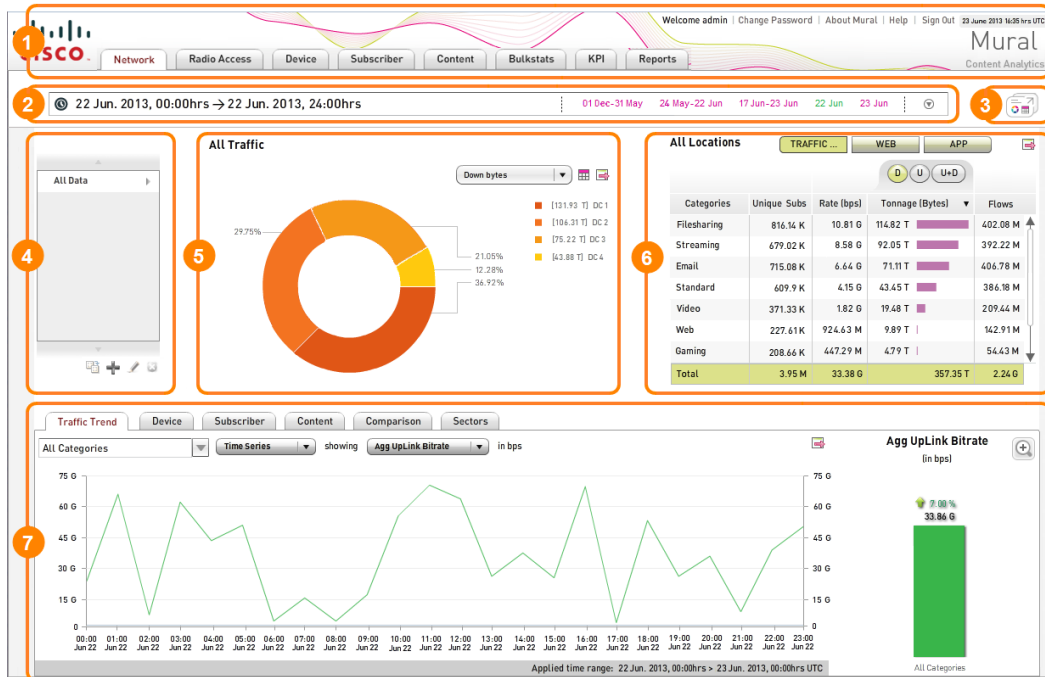 Welcome admin | Change Password | About Mural | Help | Sign Out 23 June 2013 14:35 hrs UTC
1
CISCO
Mural
Content Analytics
Network Radio Access Device Subscriber Content Bulkstats KPI Reports
2
22 Jun. 2013, 00:00hrs → 22 Jun. 2013, 24:00hrs
01 Dec-31 May 24 May-22 Jun 17 Jun-23 Jun 22 Jun 23 Jun
3
4
All Data
5
All Traffic
Down bytes
[131.93 T] DC 1
[106.31 T] DC 2
[75.22 T] DC 3
[43.88 T] DC 4
29.75%
21.05%
12.28%
36.92%
6
All Locations TRAFFIC ... WEB APP
D U U+D
Categories Unique Subs Rate (bps) Tonnage (Bytes) ▼ Flows
Filesharing 816.14 K 10.81 G 114.82 T 402.08 M
Streaming 679.02 K 8.58 G 92.05 T 392.22 M
Email 715.08 K 6.64 G 71.11 T 406.78 M
Standard 609.9 K 4.15 G 43.45 T 386.18 M
Video 371.33 K 1.82 G 19.48 T 209.44 M
Web 227.61 K 924.63 M 9.89 T 142.91 M
Gaming 208.66 K 447.29 M 4.79 T 54.43 M
Total 3.95 M 33.38 G 357.35 T 2.24 G
7
Traffic Trend Device Subscriber Content Comparison Sectors
All Categories Time Series showing Agg UpLink Bitrate in bps
75 G 75 G
60 G 60 G
45 G 45 G
30 G 30 G
15 G 15 G
0 0
00:00 01:00 02:00 03:00 04:00 05:00 06:00 07:00 08:00 09:00 10:00 11:00 12:00 13:00 14:00 15:00 16:00 17:00 18:00 19:00 20:00 21:00 22:00 23:00
Jun 22 Jun 22 Jun 22 Jun 22 Jun 22 Jun 22 Jun 22 Jun 22 Jun 22 Jun 22 Jun 22 Jun 22 Jun 22 Jun 22 Jun 22 Jun 22 Jun 22 Jun 22 Jun 22 Jun 22 Jun 22 Jun 22 Jun 22 Jun 22
Applied time range: 22 Jun. 2013, 00:00hrs > 23 Jun. 2013, 00:00hrs UTC
Agg UpLink Bitrate
(in bps)
7.00 %
33.86 G
All Categories